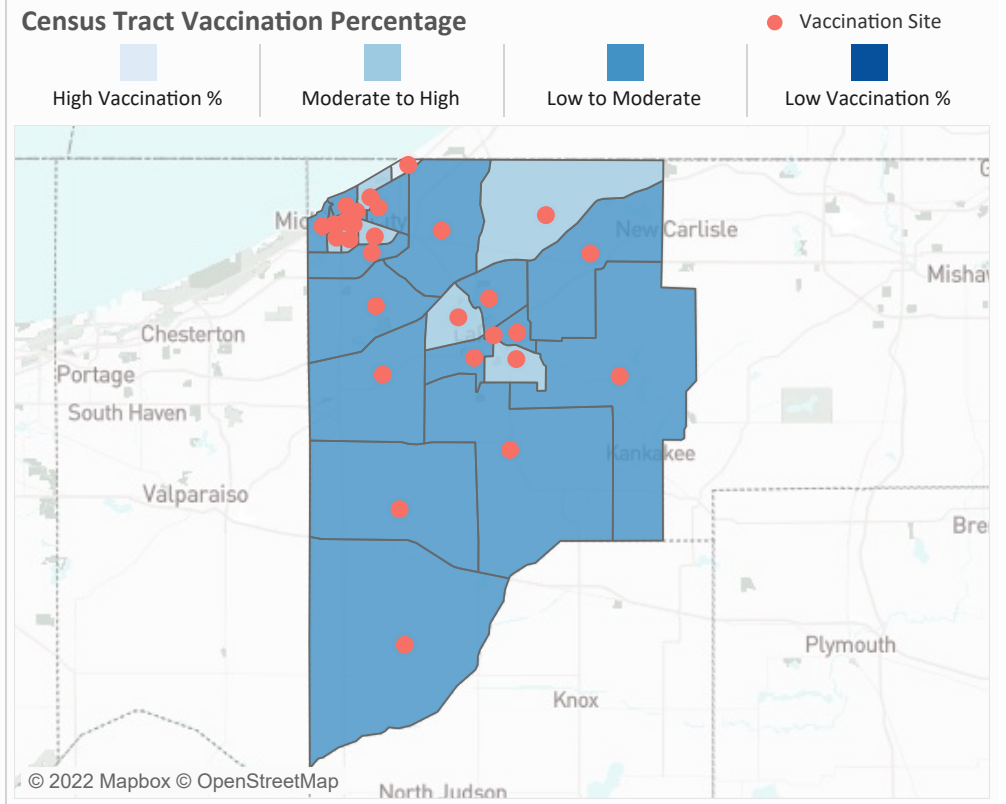 Census Tract Vaccination Percentage
Vaccination Site
High Vaccination %
Moderate to High
Low to Moderate
Low Vaccination %
G
New Carlisle
Misha
Chesterton
Portage
South Haven
Kankakee
Valparaiso
Bre
Plymouth
Knox
© 2022 Mapbox © OpenStreetMap
North Judson